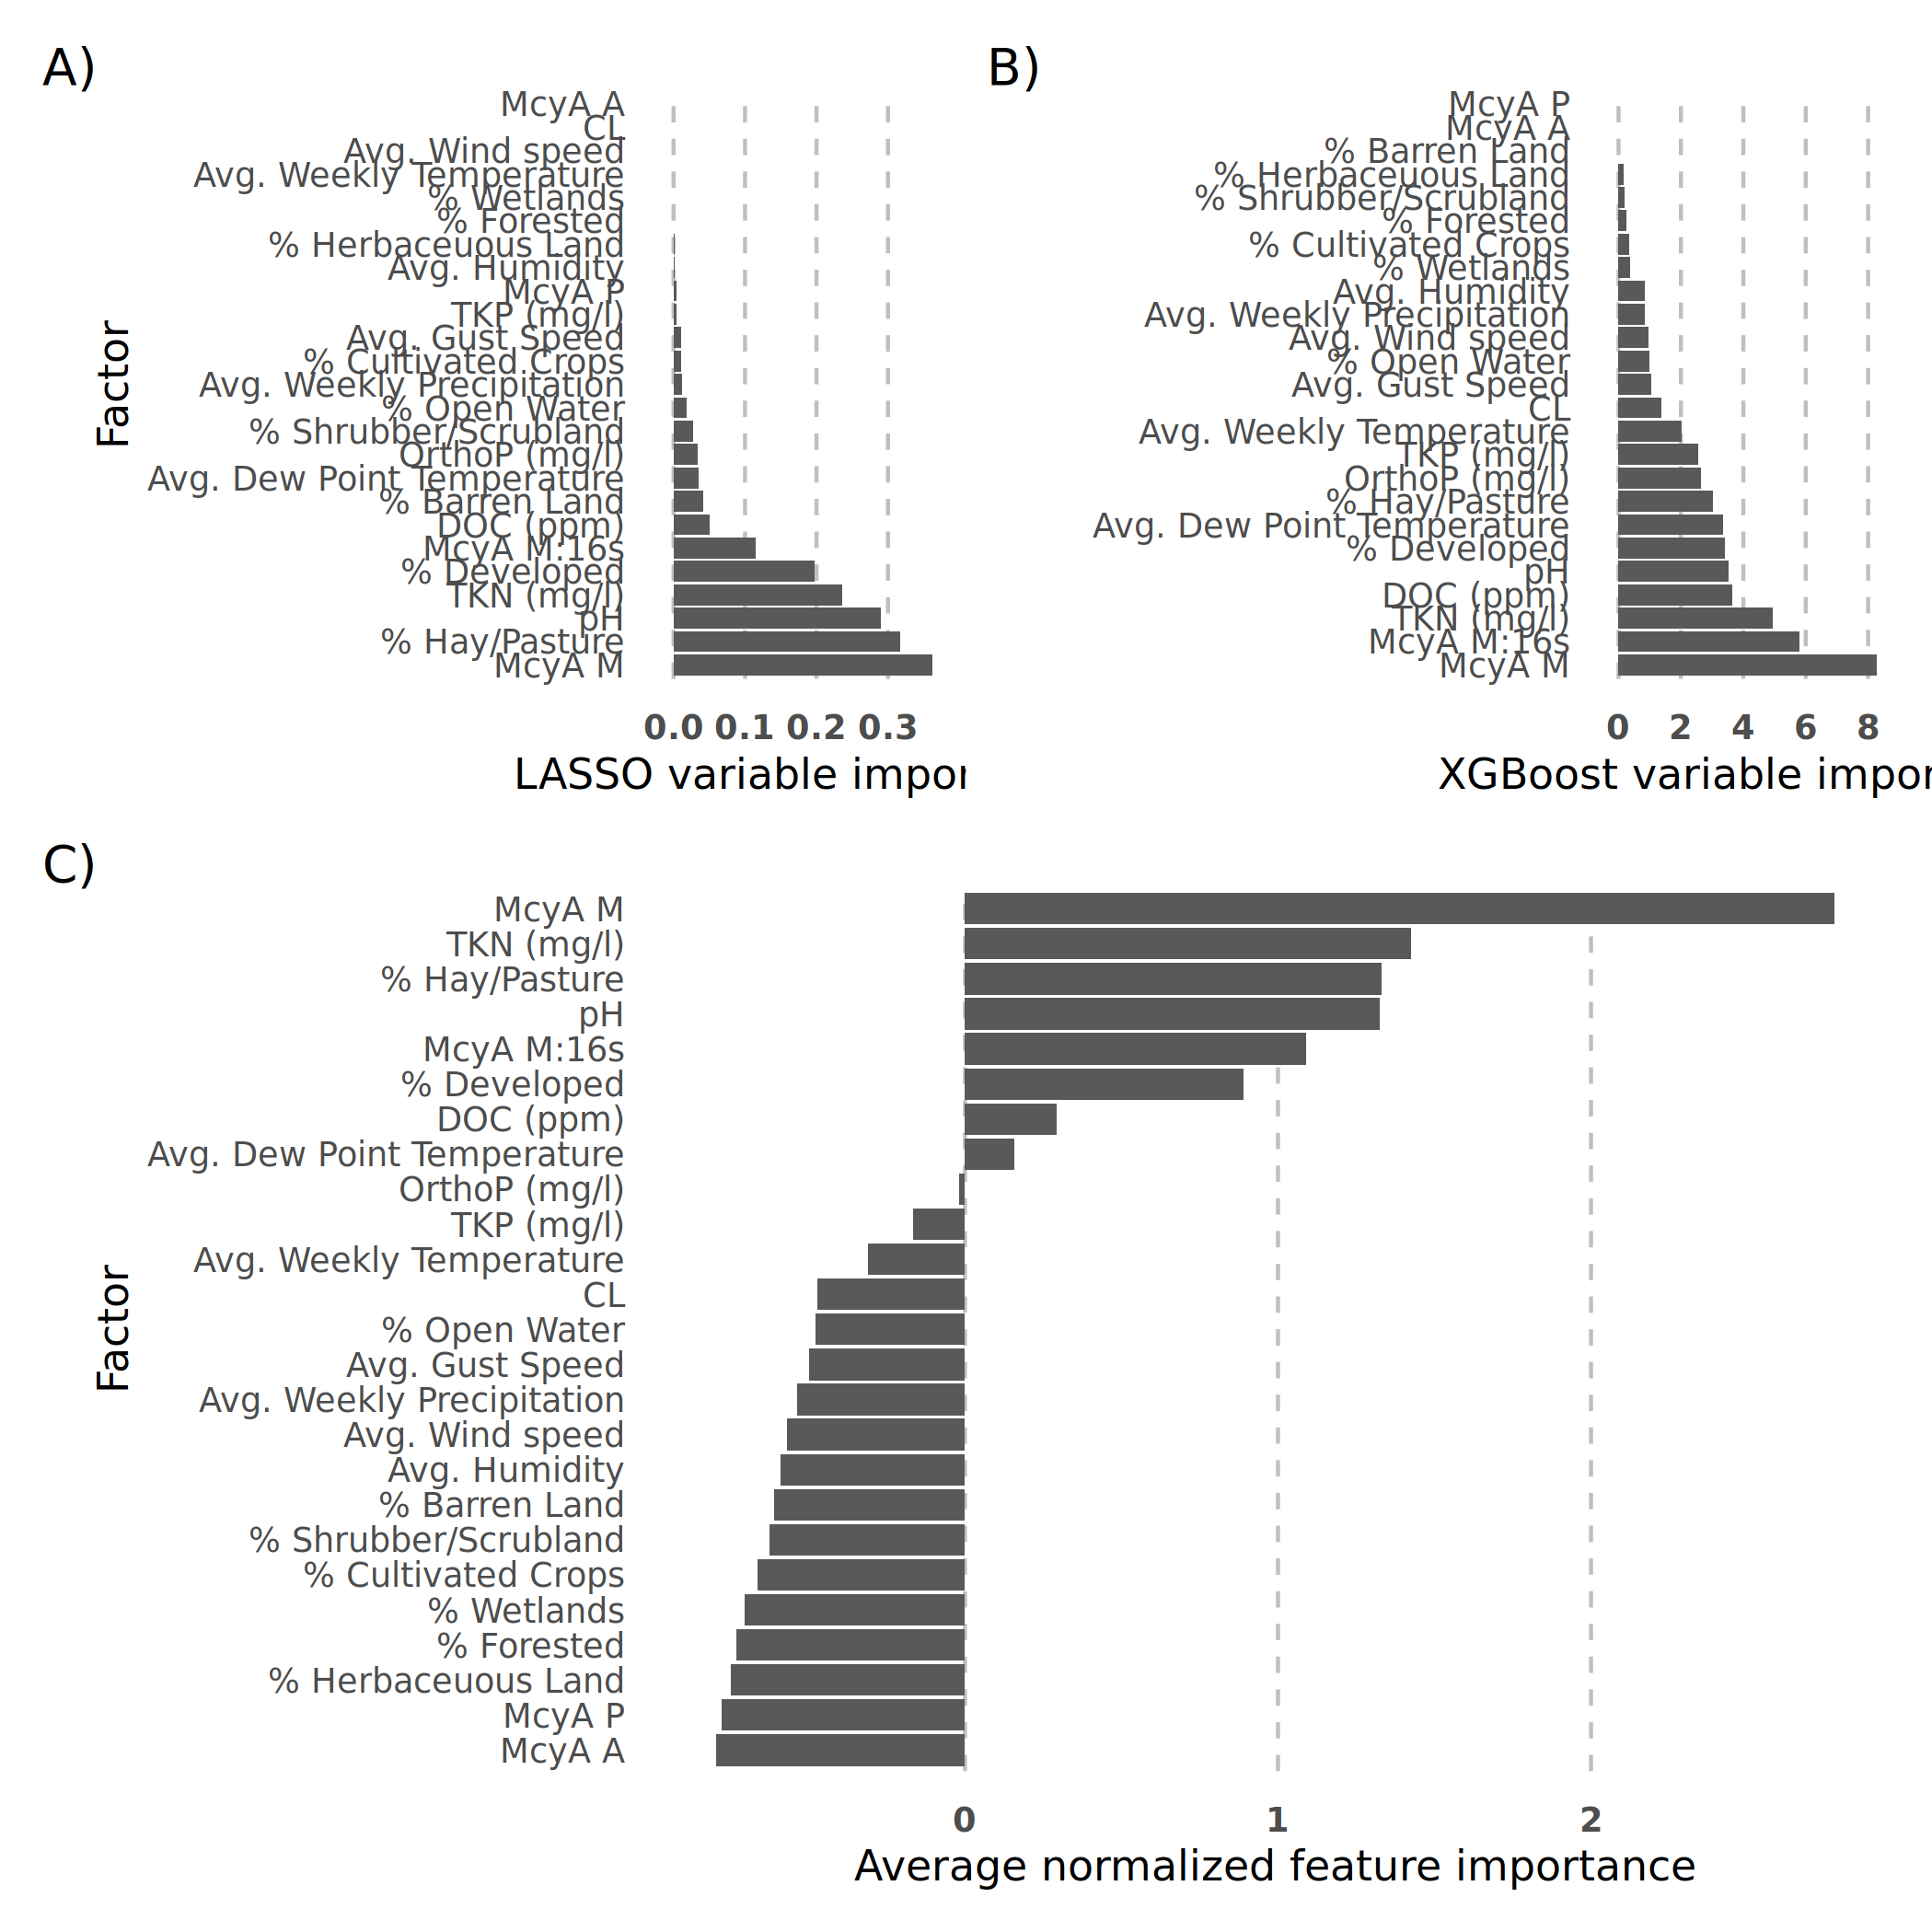 A)
Factor
McyA A
CL
Avg. Wind speed
Avg. Weekly Temperature
% Wetlands
% Forested
% Herbaceuous Land
Avg. Humidity
McyA P
TKP (mg/l)
Avg. Gust Speed
% Cultivated Crops
Avg. Weekly Precipitation
% Open Water
% Shrubber/Scrubland
OrthoP (mg/l)
Avg. Dew Point Temperature
% Barren Land
DOC (ppm)
McyA M:16s
% Developed
TKN (mg/l)
pH
% Hay/Pasture
McyA M
0.0 0.1 0.2 0.3
LASSO variable impor
B)
McyA P
McyA A
% Barren Land
% Herbaceuous Land
% Shrubber/Scrubland
% Forested
% Cultivated Crops
% Wetlands
Avg. Humidity
Avg. Weekly Precipitation
Avg. Wind speed
% Open Water
Avg. Gust Speed
CL
Avg. Weekly Temperature
TKP (mg/l)
OrthoP (mg/l)
% Hay/Pasture
Avg. Dew Point Temperature
% Developed
pH
DOC (ppm)
TKN (mg/l)
McyA M:16s
McyA M
0 2 4 6 8
XGBoost variable impor
C)
Factor
McyA M
TKN (mg/l)
% Hay/Pasture
pH
McyA M:16s
% Developed
DOC (ppm)
Avg. Dew Point Temperature
OrthoP (mg/l)
TKP (mg/l)
Avg. Weekly Temperature
CL
% Open Water
Avg. Gust Speed
Avg. Weekly Precipitation
Avg. Wind speed
Avg. Humidity
% Barren Land
% Shrubber/Scrubland
% Cultivated Crops
% Wetlands
% Forested
% Herbaceuous Land
McyA P
McyA A
0 1 2
Average normalized feature importance